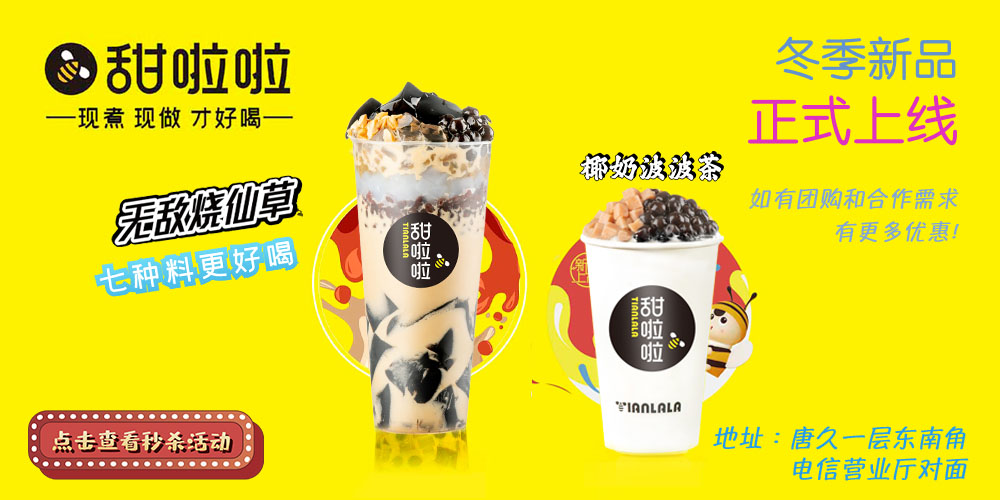 甜啦啦
—现煮 现做 才好喝—
无敌烧仙草
七种料更好喝
点击查看秒杀活动
甜啦啦
TIANLALA
椰奶波波茶
新
上
甜啦啦
TIANLALA
TIANLALA
冬季新品
正式上线
如有团购和合作需求
有更多优惠!
地址：唐久一层东南角
电信营业厅对面